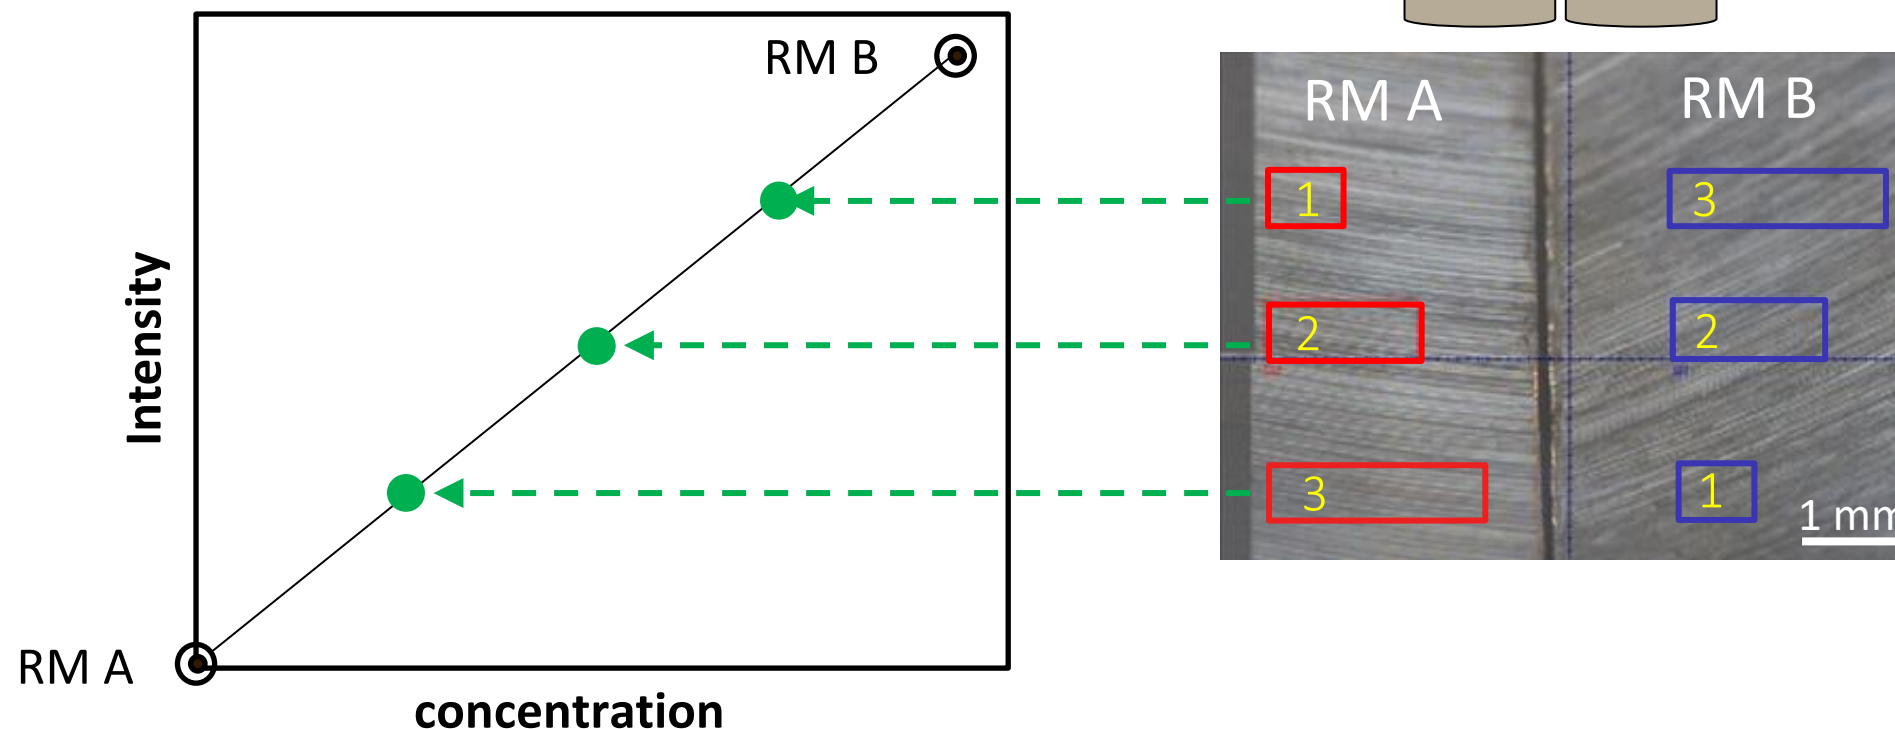 RM B
Intensity
RM A
concentration
RM A
RM B
1
3
2
2
3
1
1 mm